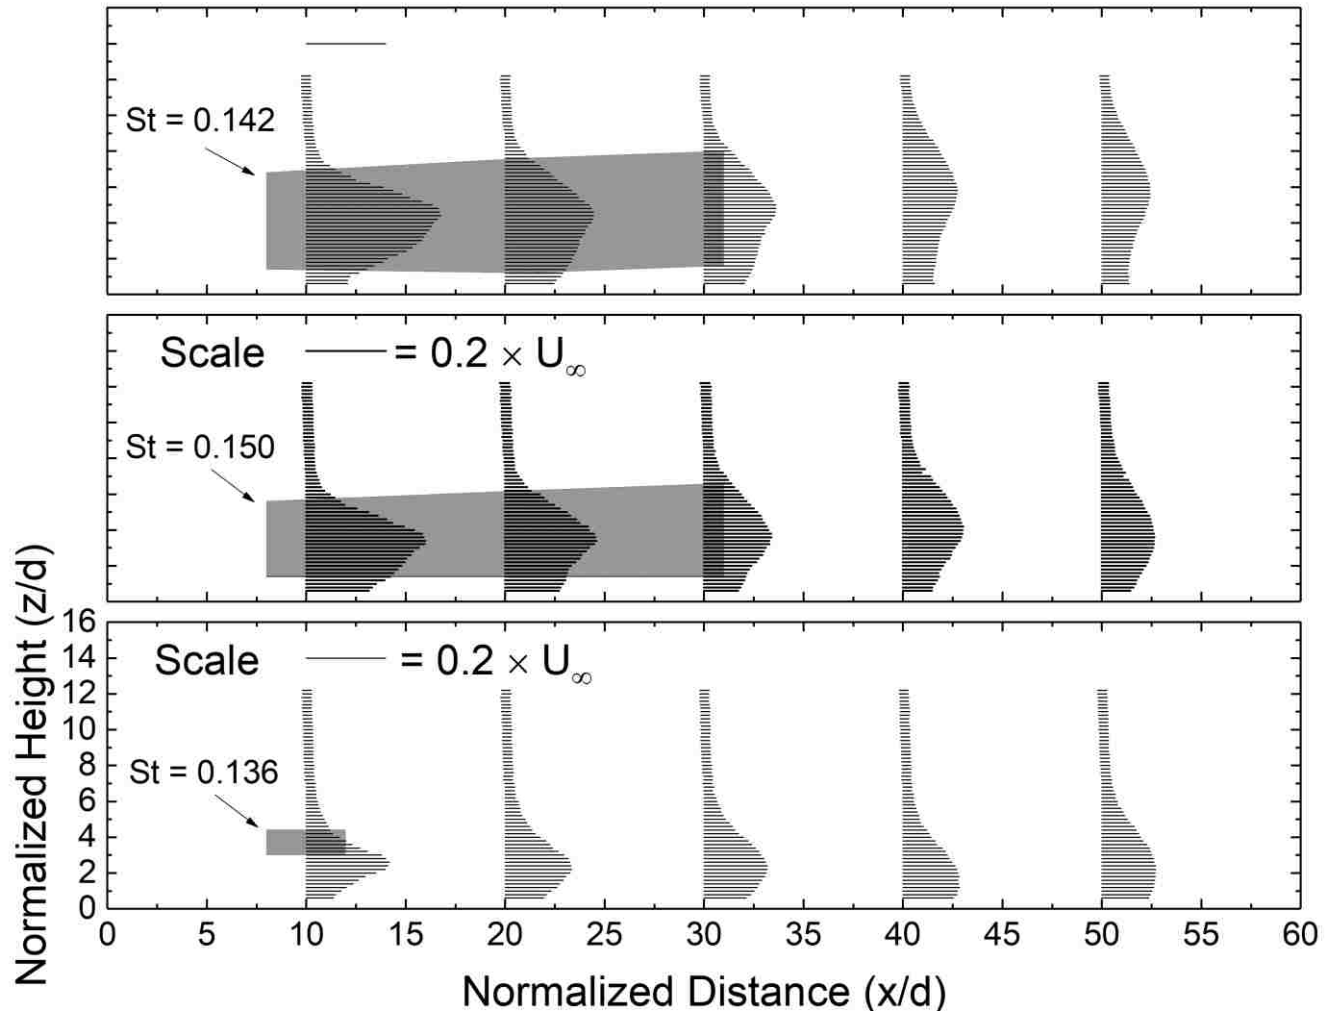 St = 0.142
Scale = 0.2 × U∞
St = 0.150
Normalized Height (z/d)
16
14
12
10
8
6
4
2
0
Scale = 0.2 × U∞
St = 0.136
0 5 10 15 20 25 30 35 40 45 50 55 60
Normalized Distance (x/d)